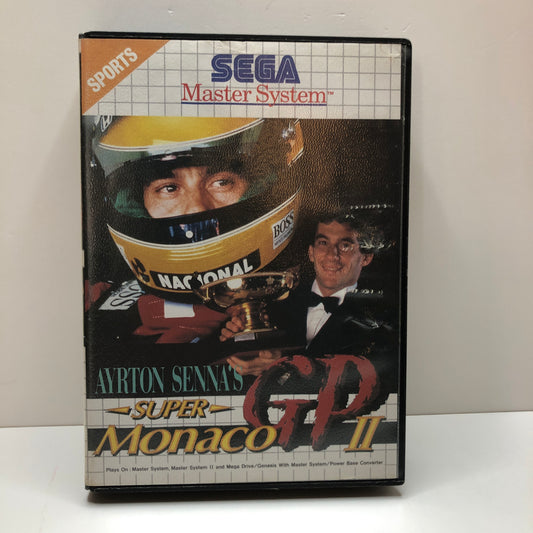 SPORTS
SEGA
Master System™
BOSS
NACIONAL
AYRTON SENNA'S
SUPER
Monaco GP II
Plays On: Master System, Master System II and Mega Drive/Genesis With Master System/Power Base Converter